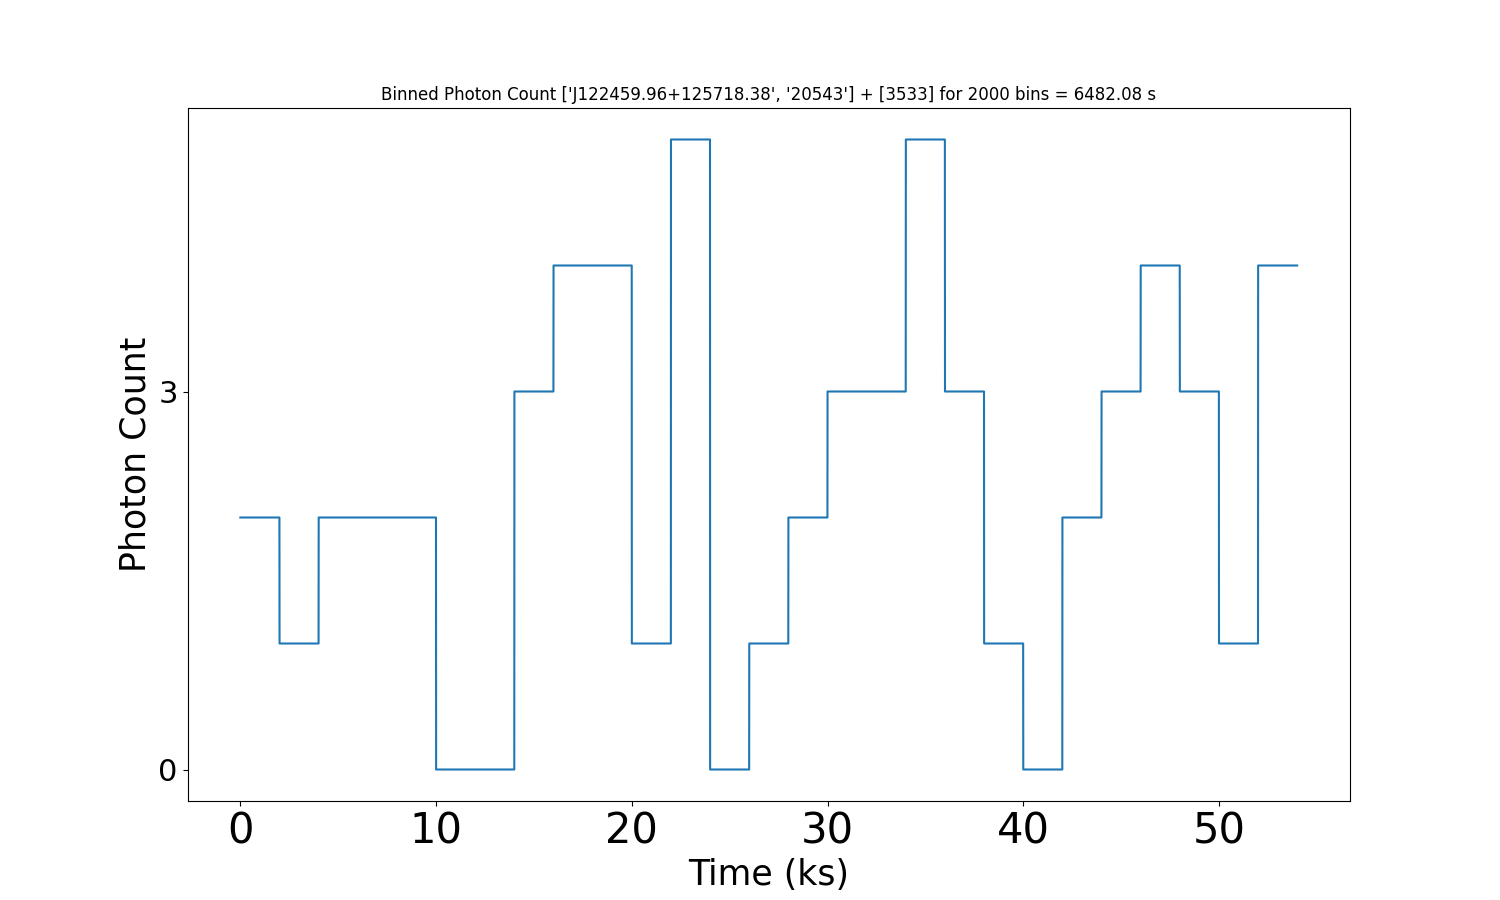 Binned Photon Count ['J122459.96+125718.38', '20543'] + [3533] for 2000 bins = 6482.08 s
Photon Count
3
0
0 10 20 30 40 50
Time (ks)